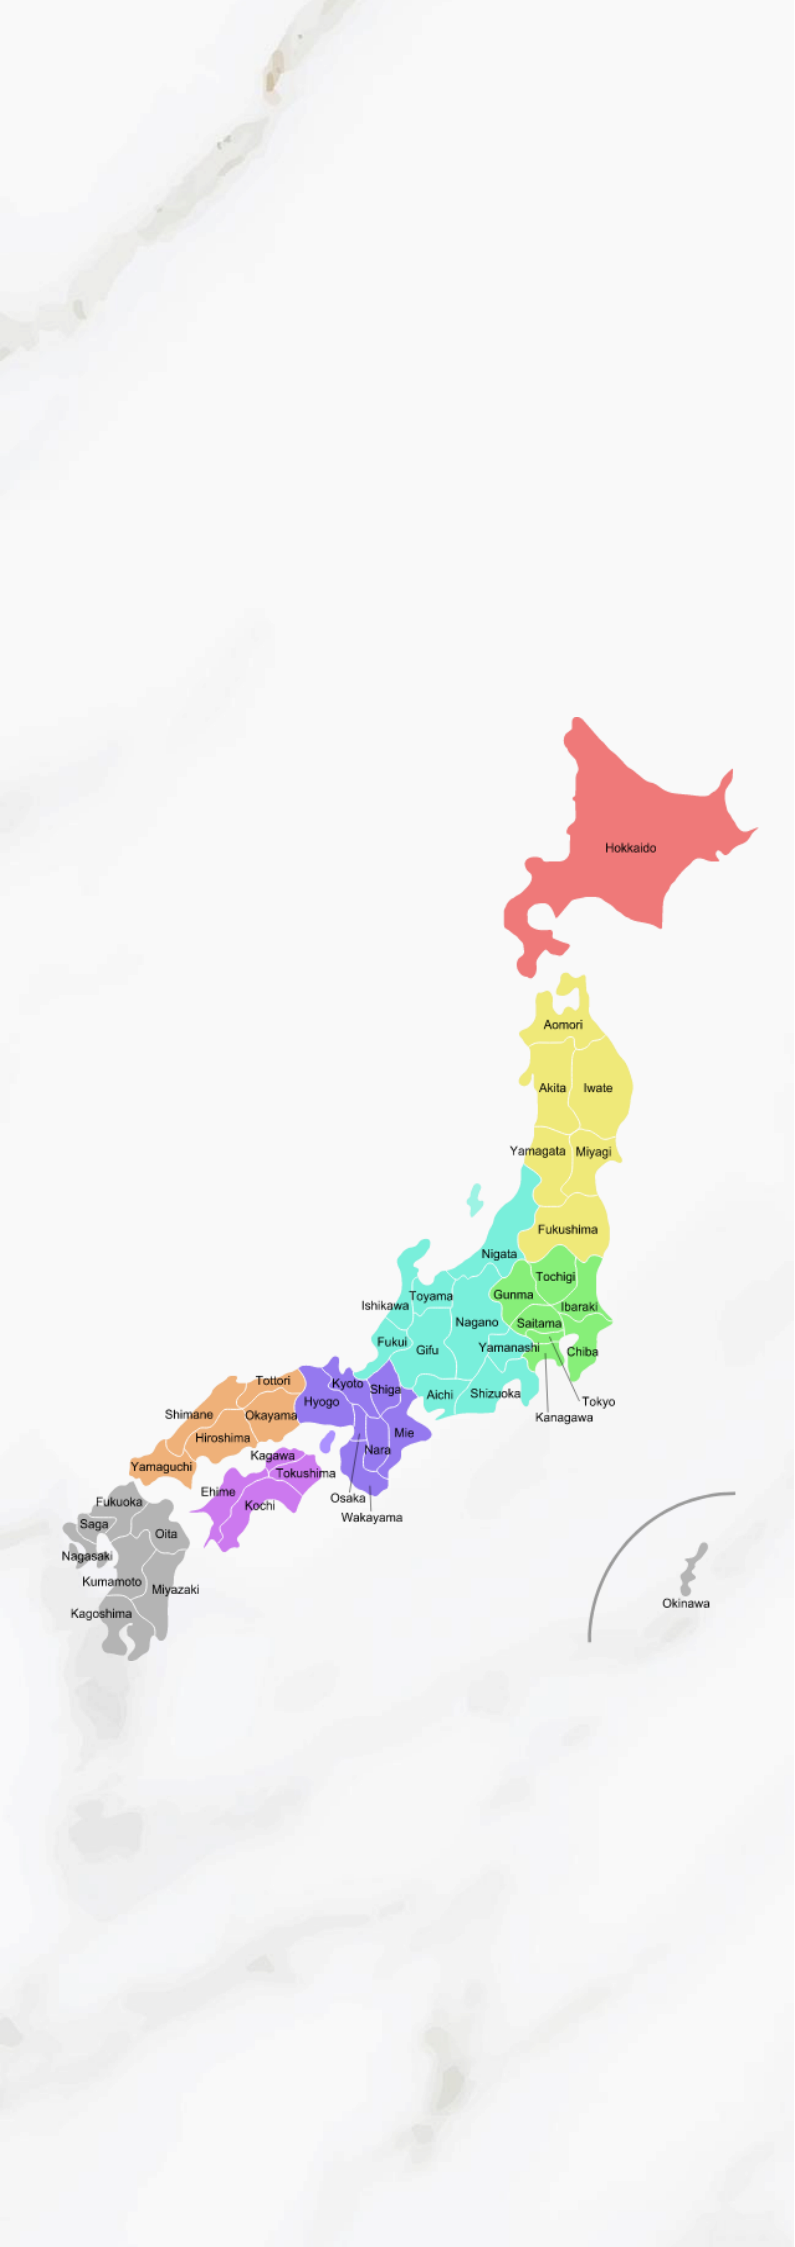 Hokkaido
Aomori
Akita
Iwate
Yamagata
Miyagi
Fukushima
Nigata
Tochigi
Gunma
Toyama
Ishikawa
Ibaraki
Nagano
Saitama
Fukui
Gifu
Yamanashi
Chiba
Tottori
Kyoto
Shiga
Aichi
Shizuoka
Hyogo
Tokyo
Shimane
Okayama
Kanagawa
Mie
Hiroshima
Nara
Kagawa
Yamaguchi
Tokushima
Ehime
Osaka
Kochi
Fukuoka
Wakayama
Saga
Oita
Nagasaki
Kumamoto
Miyazaki
Okinawa
Kagoshima